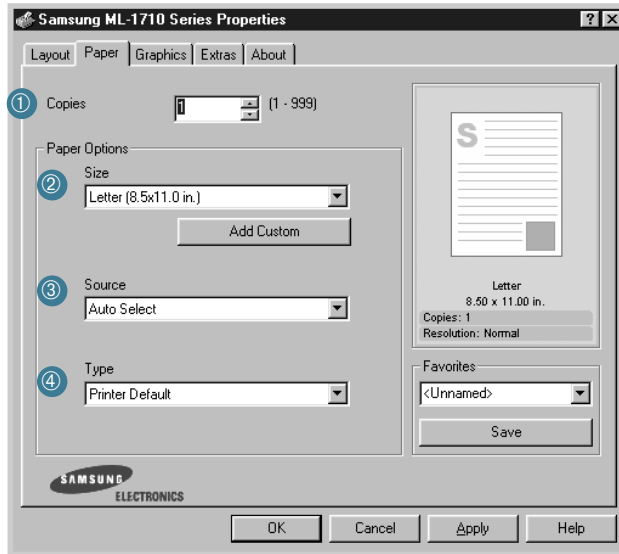 Samsung ML-1710 Series Properties
Layout Paper Graphics Extras About
① Copies 1 (1 - 999)
Paper Options
② Size
Letter (8.5x11.0 in.)
Add Custom
③ Source
Auto Select
④ Type
Printer Default
SAMSUNG
ELECTRONICS
S
Letter
8.50 x 11.00 in.
Copies: 1
Resolution: Normal
Favorites
<Unnamed>
Save
OK Cancel Apply Help